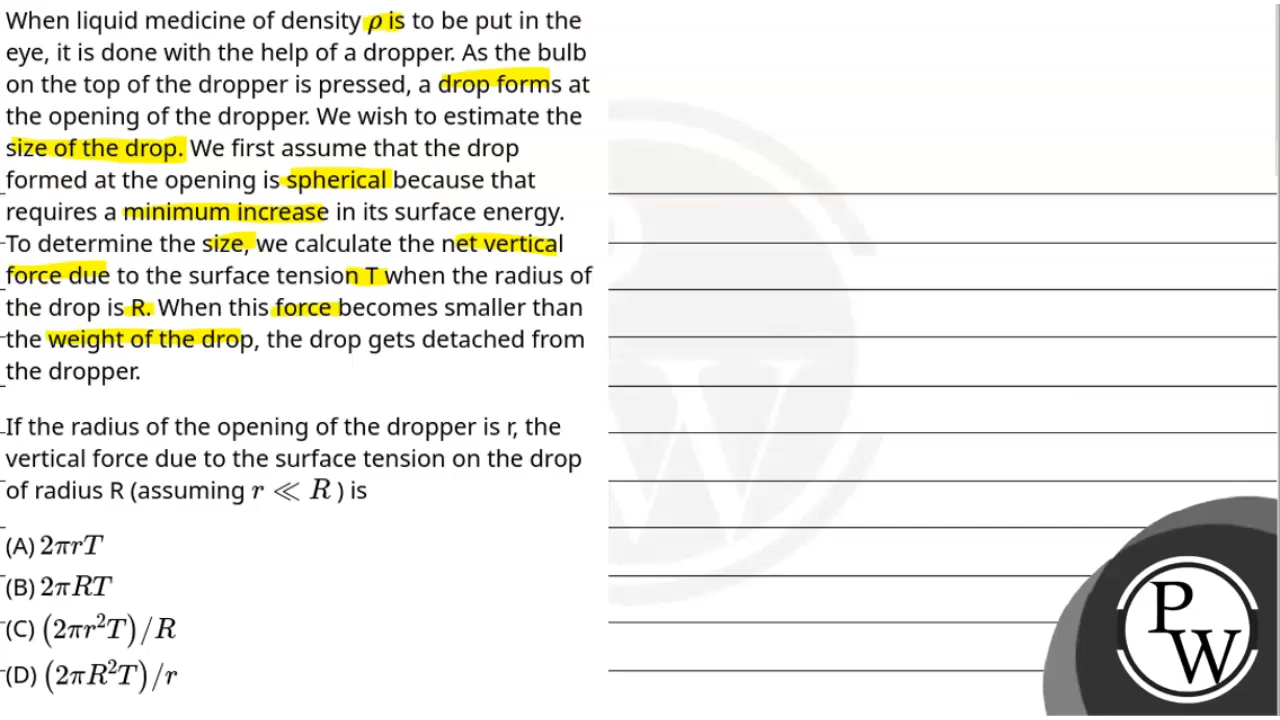 When liquid medicine of density ρ is to be put in the
eye, it is done with the help of a dropper. As the bulb
on the top of the dropper is pressed, a drop forms at
the opening of the dropper. We wish to estimate the
size of the drop. We first assume that the drop
formed at the opening is spherical because that
requires a minimum increase in its surface energy.
To determine the size, we calculate the net vertical
force due to the surface tension T when the radius of
the drop is R. When this force becomes smaller than
the weight of the drop, the drop gets detached from
the dropper.
If the radius of the opening of the dropper is r, the
vertical force due to the surface tension on the drop
of radius R (assuming r ≪ R ) is
(A) 2πrT
(B) 2πRT
(C) (2πr²T)/R
(D) (2πR²T)/r
P
W
P
W